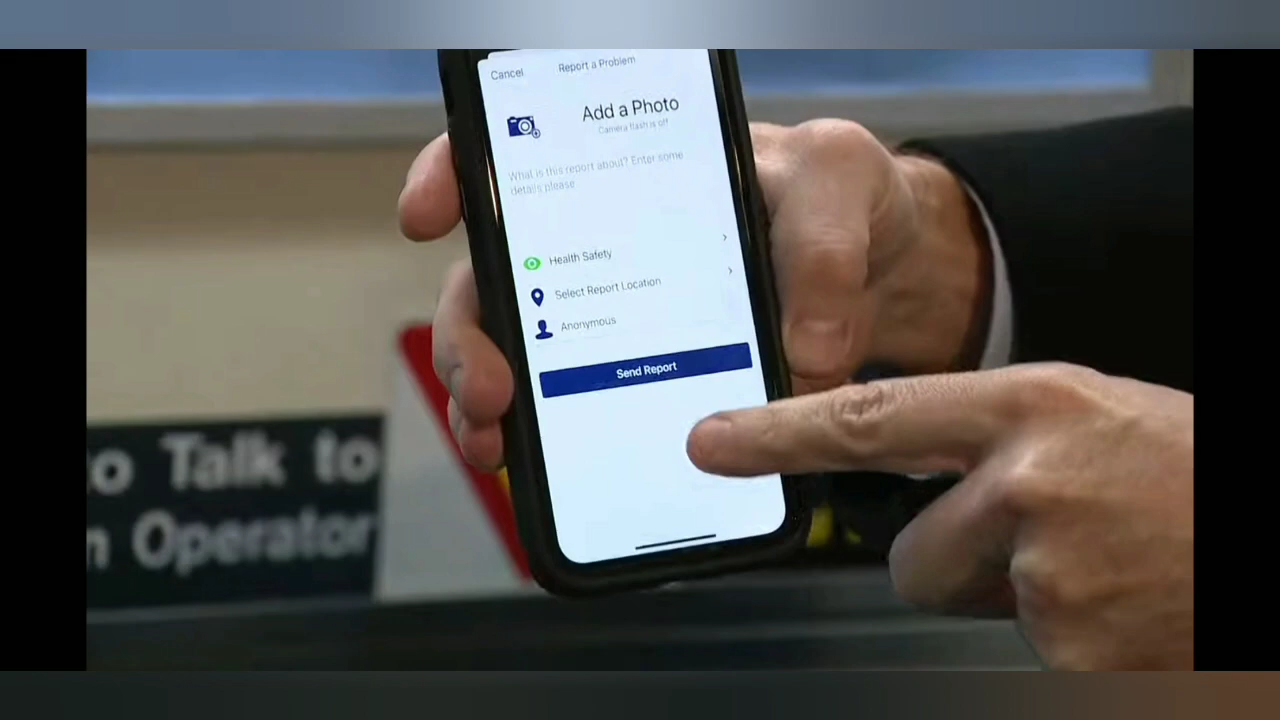 Cancel
Report a Problem
Add a Photo
Camera flash is off
What is this report about? Enter some
details please
Health Safety
Select Report Location
Anonymous
Send Report
Talk to
Operator